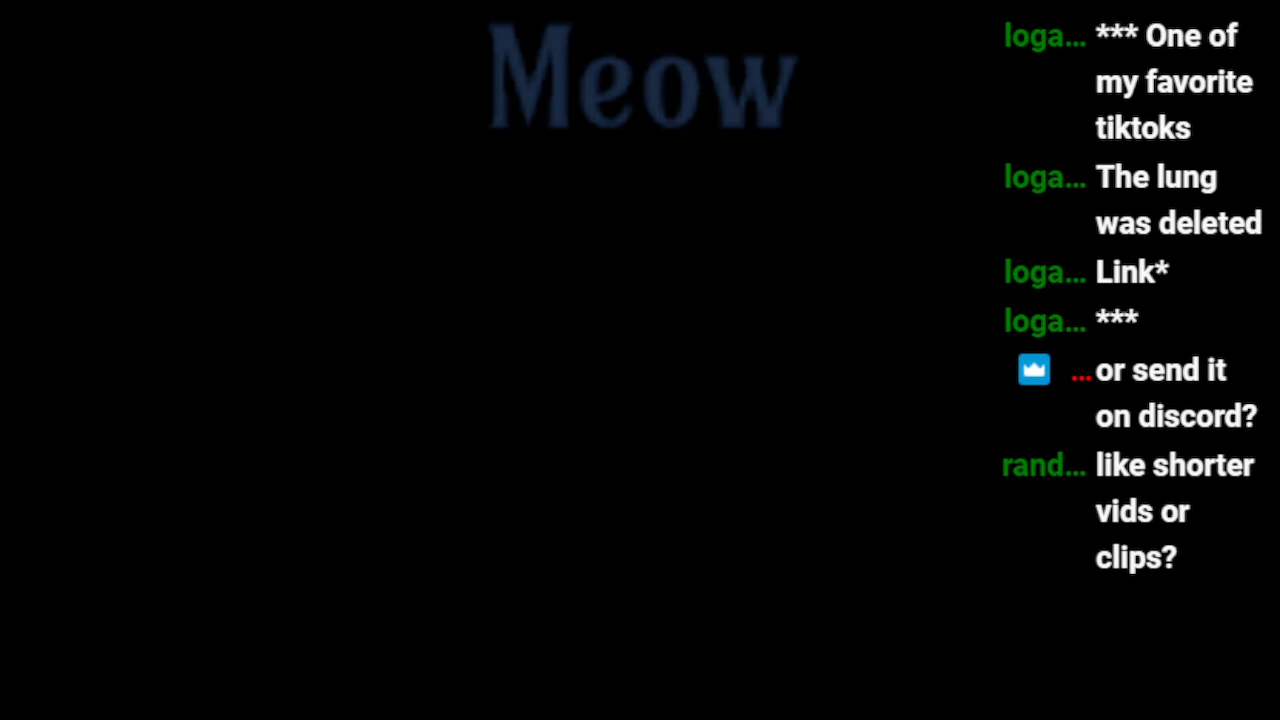 Meow
loga… *** One of
my favorite
tiktoks
loga… The lung
was deleted
loga… Link*
loga… ***
… or send it
on discord?
rand… like shorter
vids or
clips?